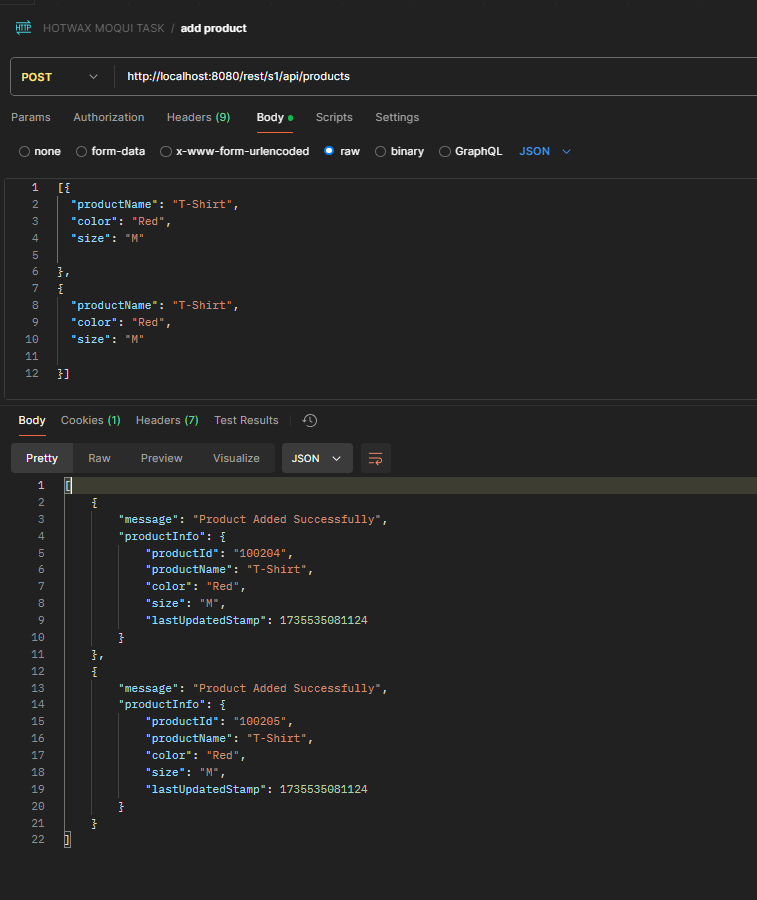 HTTP HOTWAX MOQUI TASK / add product
POST http://localhost:8080/rest/s1/api/products
Params Authorization Headers (9) Body Scripts Settings
none form-data x-www-form-urlencoded raw binary GraphQL JSON
1 [{
2 "productName": "T-Shirt",
3 "color": "Red",
4 "size": "M"
5
6 },
7 {
8 "productName": "T-Shirt",
9 "color": "Red",
10 "size": "M"
11
12 }]
Body Cookies (1) Headers (7) Test Results
Pretty Raw Preview Visualize JSON
1 [
2 {
3 "message": "Product Added Successfully",
4 "productInfo": {
5 "productId": "100204",
6 "productName": "T-Shirt",
7 "color": "Red",
8 "size": "M",
9 "lastUpdatedStamp": 1735535081124
10 }
11 },
12 {
13 "message": "Product Added Successfully",
14 "productInfo": {
15 "productId": "100205",
16 "productName": "T-Shirt",
17 "color": "Red",
18 "size": "M",
19 "lastUpdatedStamp": 1735535081124
20 }
21 }
22 ]